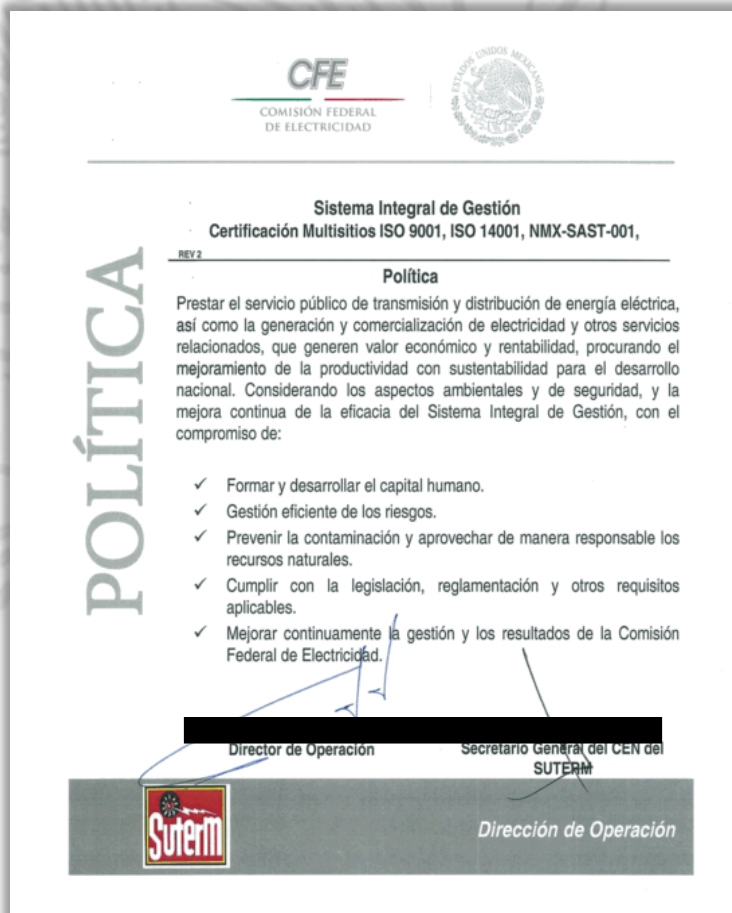 CFE
COMISIÓN FEDERAL
DE ELECTRICIDAD
ESTADOS UNIDOS MEXICANOS
Sistema Integral de Gestión
Certificación Multisitios ISO 9001, ISO 14001, NMX-SAST-001,
REV 2
POLÍTICA
Política
Prestar el servicio público de transmisión y distribución de energía eléctrica,
así como la generación y comercialización de electricidad y otros servicios
relacionados, que generen valor económico y rentabilidad, procurando el
mejoramiento de la productividad con sustentabilidad para el desarrollo
nacional. Considerando los aspectos ambientales y de seguridad, y la
mejora continua de la eficacia del Sistema Integral de Gestión, con el
compromiso de:
✓ Formar y desarrollar el capital humano.
✓ Gestión eficiente de los riesgos.
✓ Prevenir la contaminación y aprovechar de manera responsable los
recursos naturales.
✓ Cumplir con la legislación, reglamentación y otros requisitos
aplicables.
✓ Mejorar continuamente la gestión y los resultados de la Comisión
Federal de Electricidad.
Director de Operación
Secretario General del CEN del
SUTERM
Suterm
Dirección de Operación